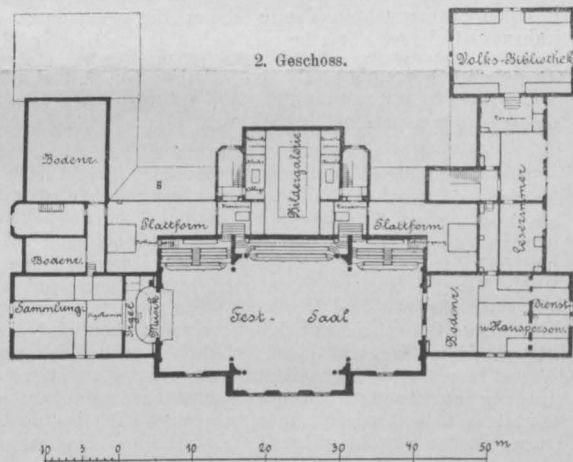 2. Geschoss.
Volks-Bibliothek
Bodenr.
Bildergalerie
Plattform
Plattform
Lesezimmer
Bodenr.
Sammlung.
Orgel
Musik
Fest - Saal
Bodenr.
Dienst-
u. Hausperson.
10 5 0 10 20 30 40 50 m